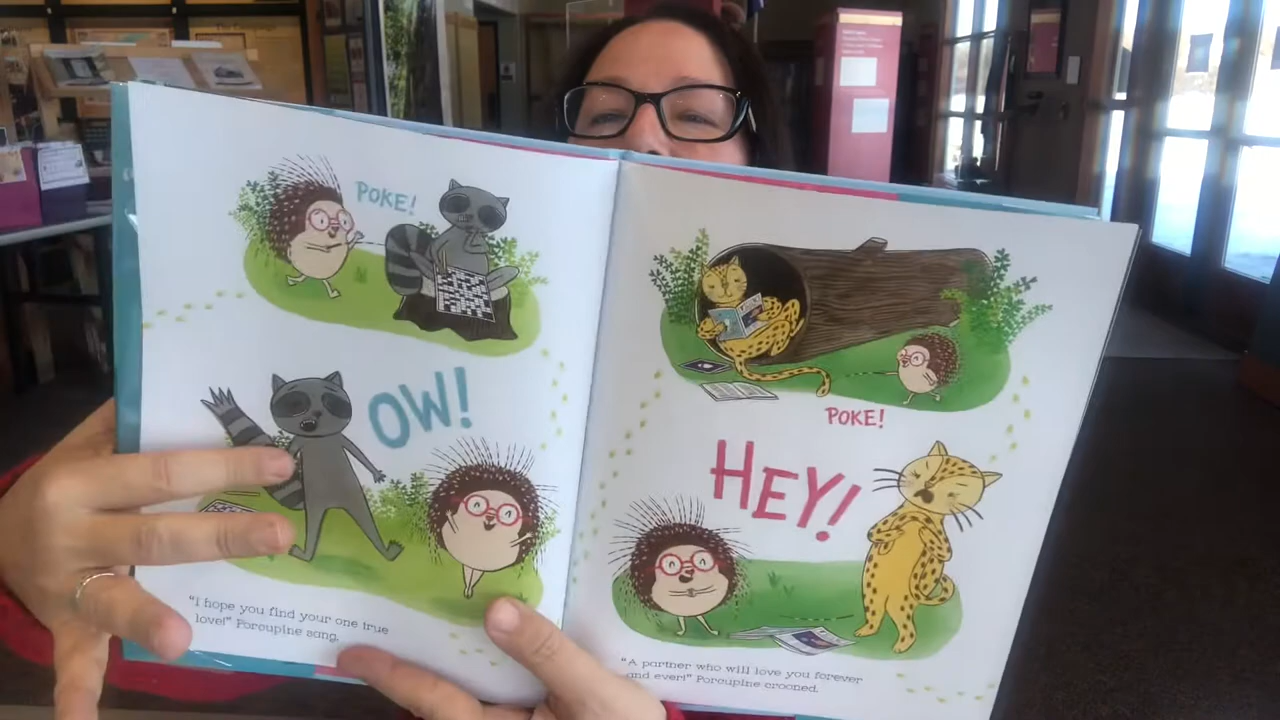 POKE!
OW!
"I hope you find your one true
love!" Porcupine sang.
POKE!
HEY!
"A partner who will love you forever
and ever!" Porcupine crooned.